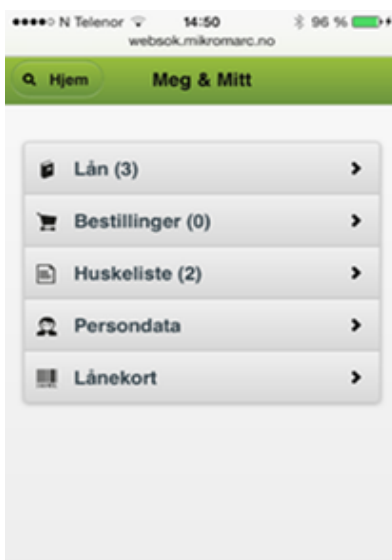 N Telenor 14:50 96 %
websok.mikromarc.no
Hjem Meg & Mitt
Lån (3)
Bestillinger (0)
Huskeliste (2)
Persondata
Lånekort